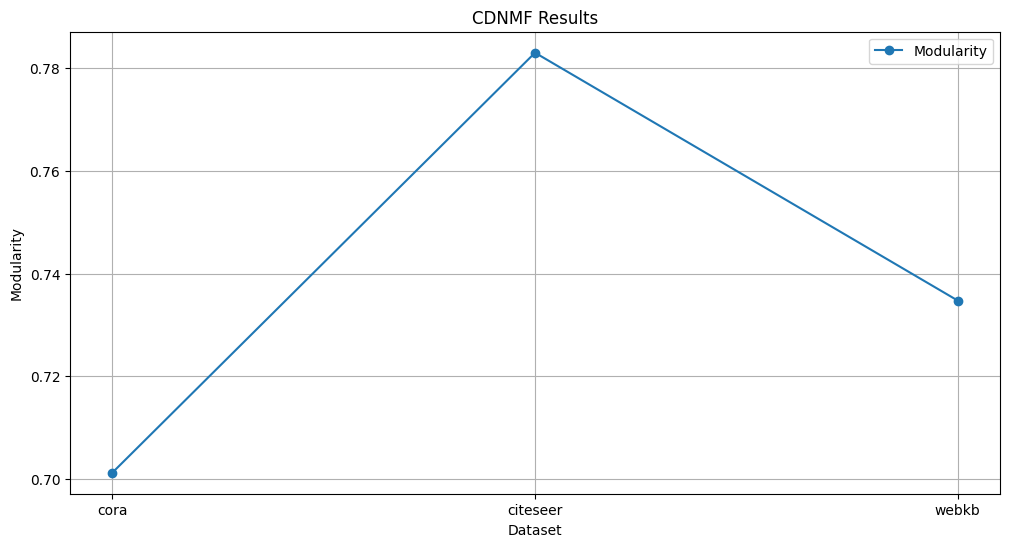 CDNMF Results
Modularity
0.78
0.76
0.74
0.72
0.70
Modularity
cora
citeseer
webkb
Dataset